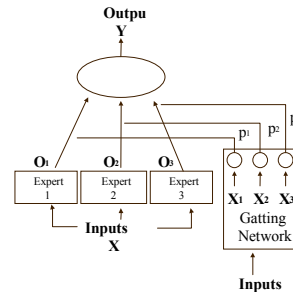 Outpu
Y
p
p1
p2
O1 O2 O3
Expert 1
Expert 2
Expert 3
X1 X2 X3
Gatting
Network
Inputs
X
Inputs